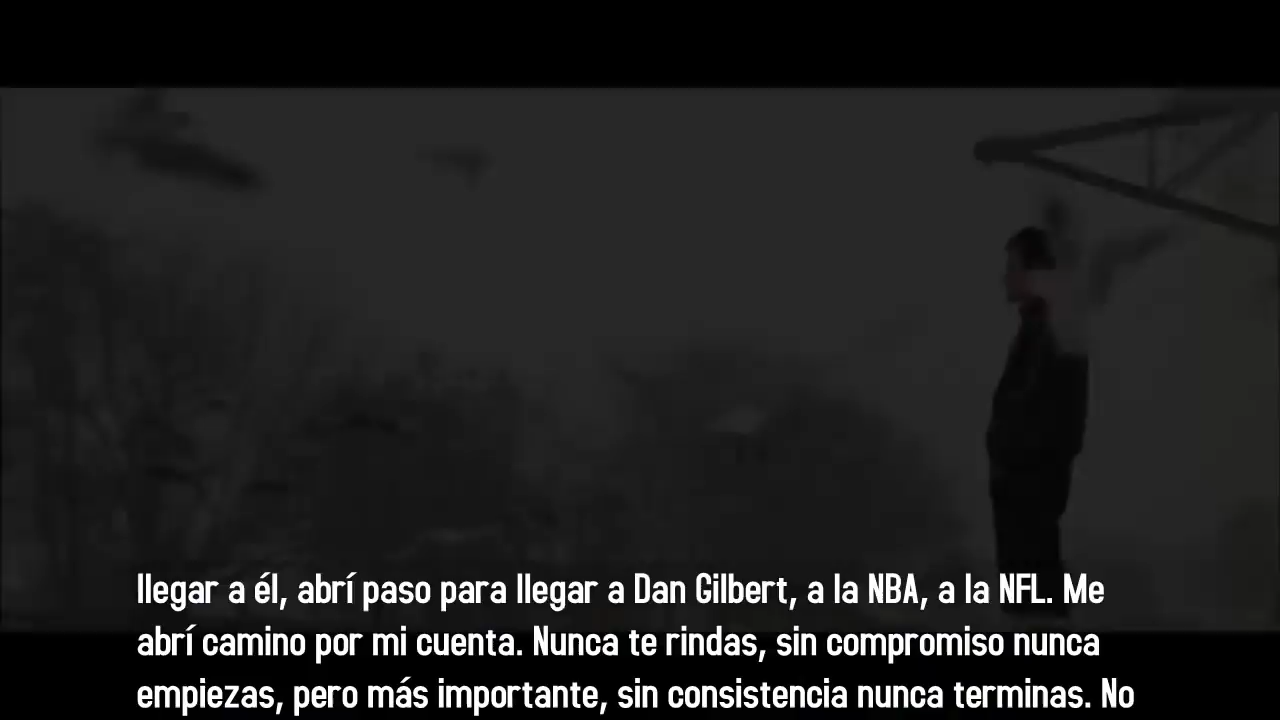 llegar a él, abrí paso para llegar a Dan Gilbert, a la NBA, a la NFL. Me
abrí camino por mi cuenta. Nunca te rindas, sin compromiso nunca
empiezas, pero más importante, sin consistencia nunca terminas. No